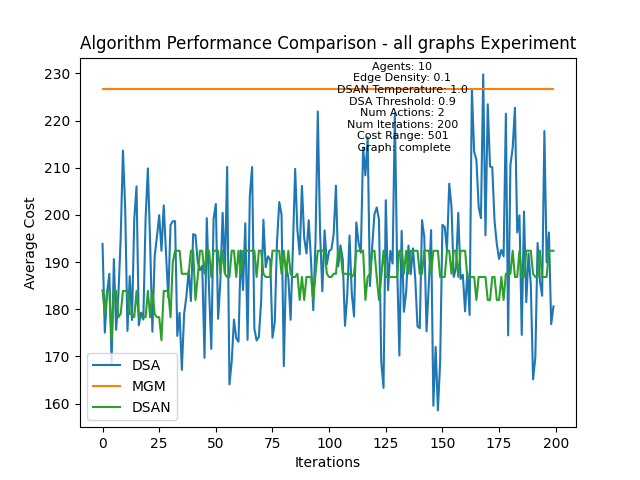 Algorithm Performance Comparison - all graphs Experiment
Agents: 10
Edge Density: 0.1
DSAN Temperature: 1.0
DSA Threshold: 0.9
Num Actions: 2
Num Iterations: 200
Cost Range: 501
Graph: complete
230
220
210
200
190
180
170
160
Average Cost
DSA
MGM
DSAN
0
25
50
75
100
125
150
175
200
Iterations